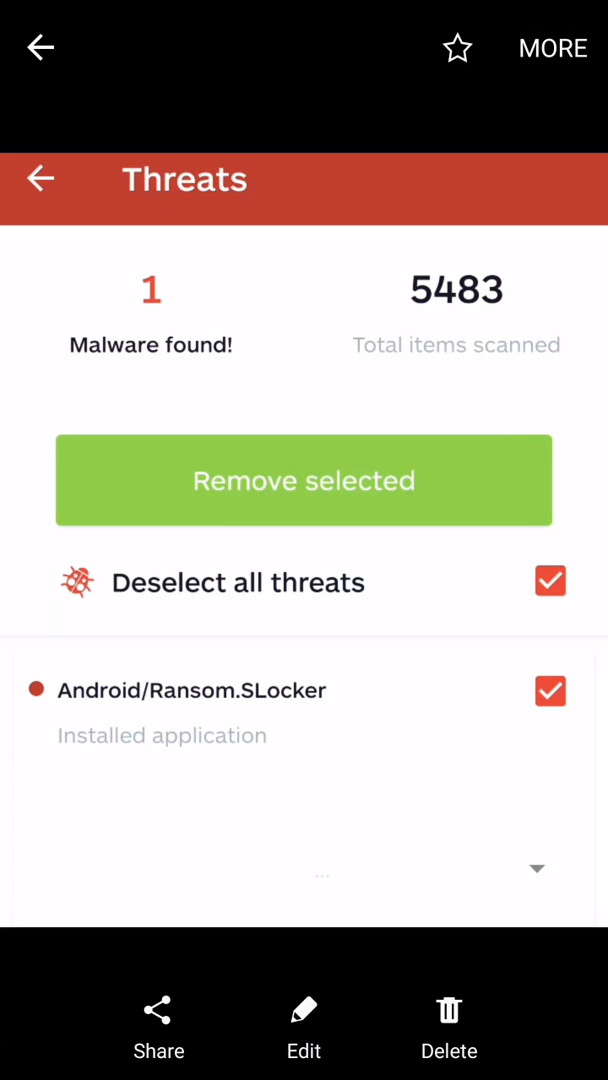 MORE
Threats
1
5483
Malware found!
Total items scanned
Remove selected
Deselect all threats
Android/Ransom.SLocker
Installed application
...
Share
Edit
Delete